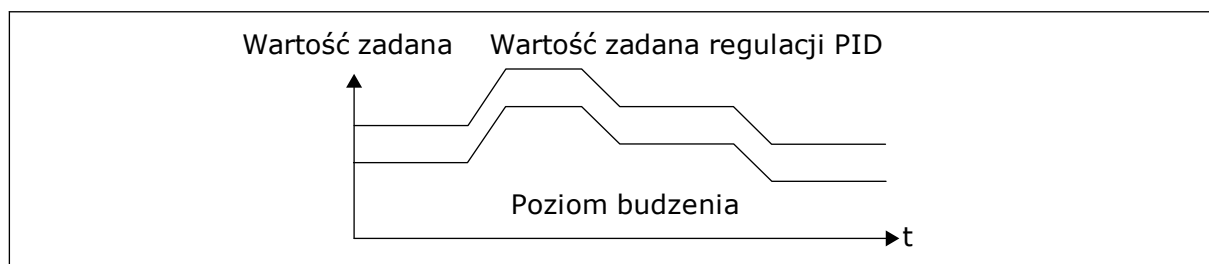 Wartość zadana
Wartość zadana regulacji PID
Poziom budzenia
t